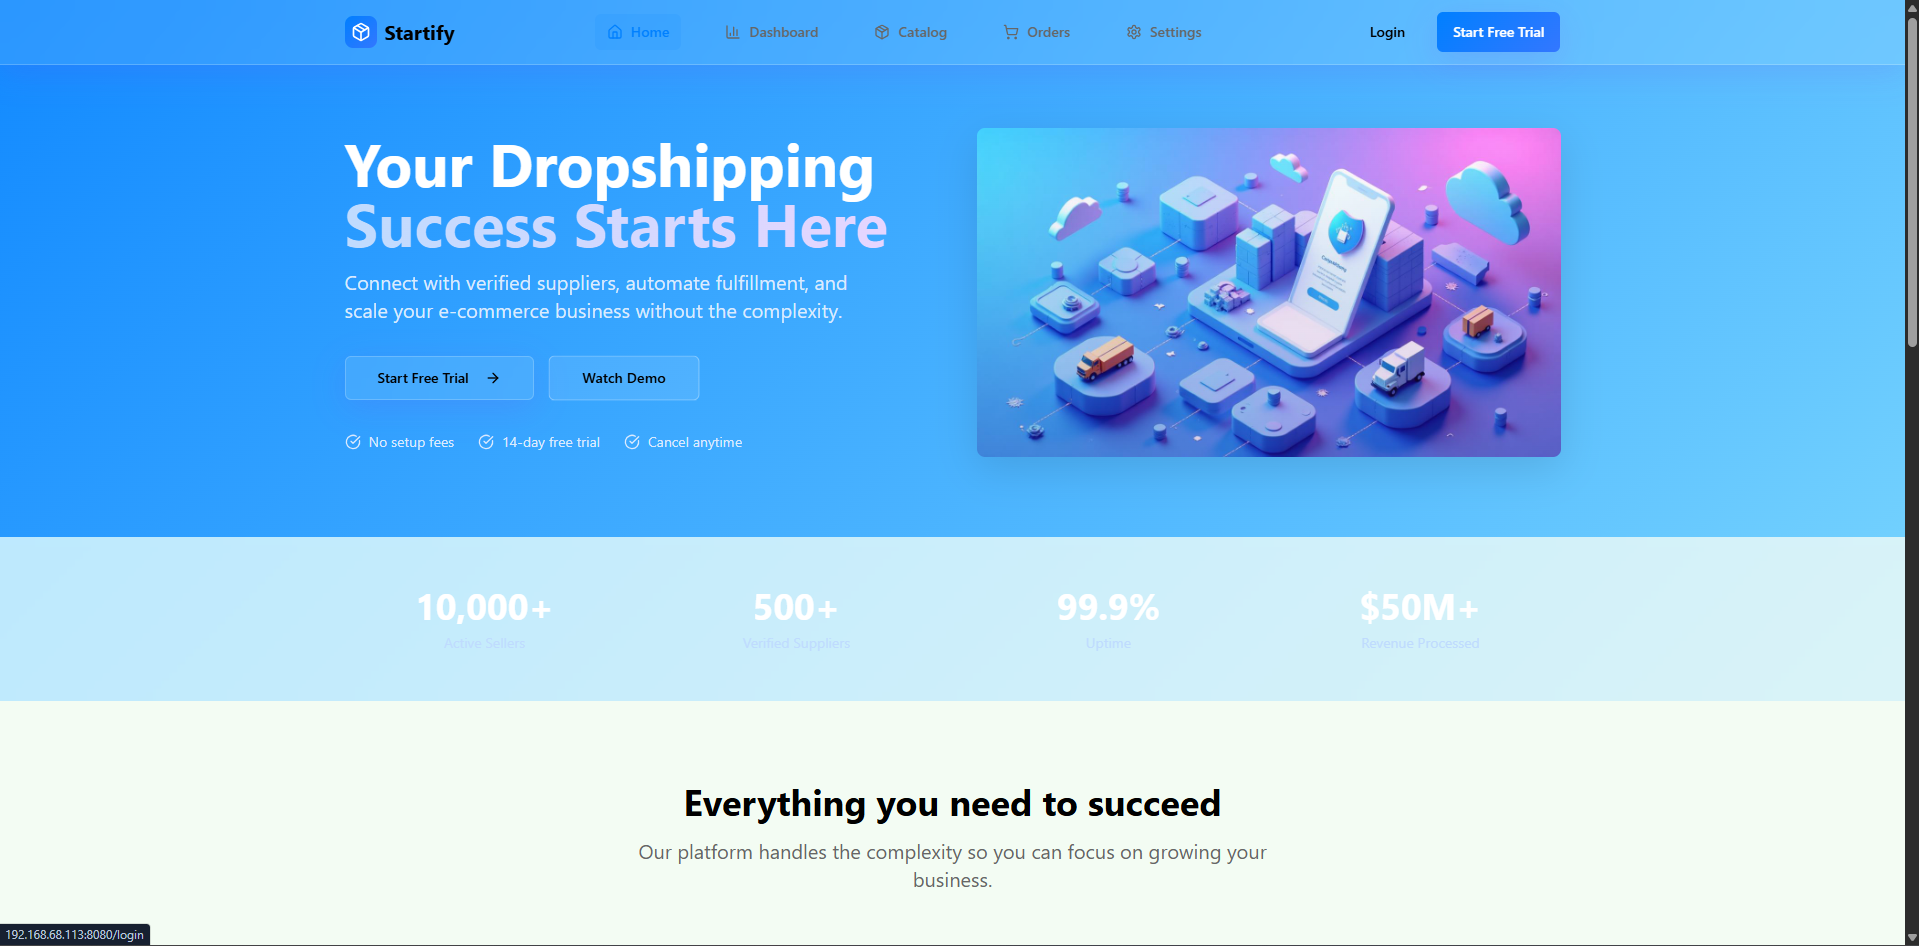 Startify
Home
Dashboard
Catalog
Orders
Settings
Login
Start Free Trial
Your Dropshipping
Success Starts Here
Connect with verified suppliers, automate fulfillment, and
scale your e-commerce business without the complexity.
Start Free Trial
Watch Demo
No setup fees
14-day free trial
Cancel anytime
10,000+
Active Sellers
500+
Verified Suppliers
99.9%
Uptime
$50M+
Revenue Processed
Everything you need to succeed
Our platform handles the complexity so you can focus on growing your
business.
192.168.68.113:8080/login